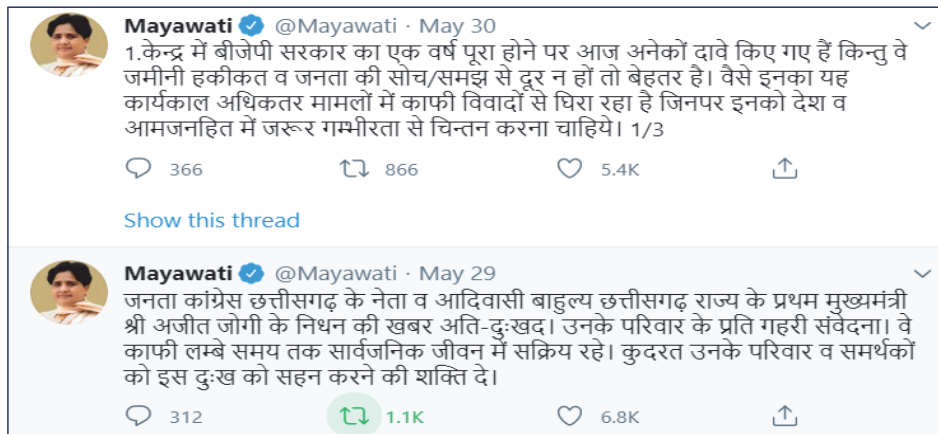 Mayawati @Mayawati · May 30
1.केन्द्र में बीजेपी सरकार का एक वर्ष पूरा होने पर आज अनेकों दावे किए गए हैं किन्तु वे
जमीनी हकीकत व जनता की सोच/समझ से दूर न हों तो बेहतर है। वैसे इनका यह
कार्यकाल अधिकतर मामलों में काफी विवादों से घिरा रहा है जिनपर इनको देश व
आमजनहित में जरूर गम्भीरता से चिन्तन करना चाहिये। 1/3
366 866 5.4K
Show this thread
Mayawati @Mayawati · May 29
जनता कांग्रेस छत्तीसगढ़ के नेता व आदिवासी बाहुल्य छत्तीसगढ़ राज्य के प्रथम मुख्यमंत्री
श्री अजीत जोगी के निधन की खबर अति-दुःखद। उनके परिवार के प्रति गहरी संवेदना। वे
काफी लम्बे समय तक सार्वजनिक जीवन में सक्रिय रहे। कुदरत उनके परिवार व समर्थकों
को इस दुःख को सहन करने की शक्ति दे।
312 1.1K 6.8K